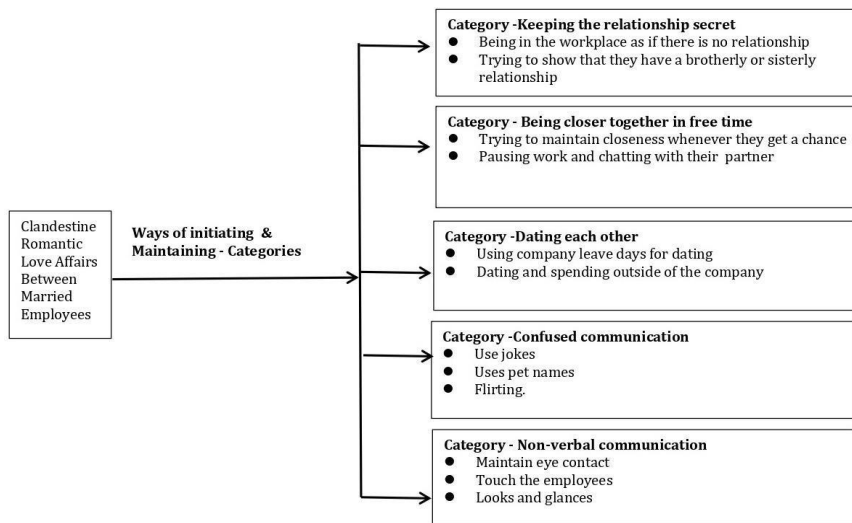 Category -Keeping the relationship secret
● Being in the workplace as if there is no relationship
● Trying to show that they have a brotherly or sisterly
relationship
Category - Being closer together in free time
● Trying to maintain closeness whenever they get a chance
● Pausing work and chatting with their partner
Clandestine
Romantic
Love Affairs
Between
Married
Employees
Ways of initiating &
Maintaining - Categories
Category -Dating each other
● Using company leave days for dating
● Dating and spending outside of the company
Category -Confused communication
● Use jokes
● Uses pet names
● Flirting.
Category - Non-verbal communication
● Maintain eye contact
● Touch the employees
● Looks and glances